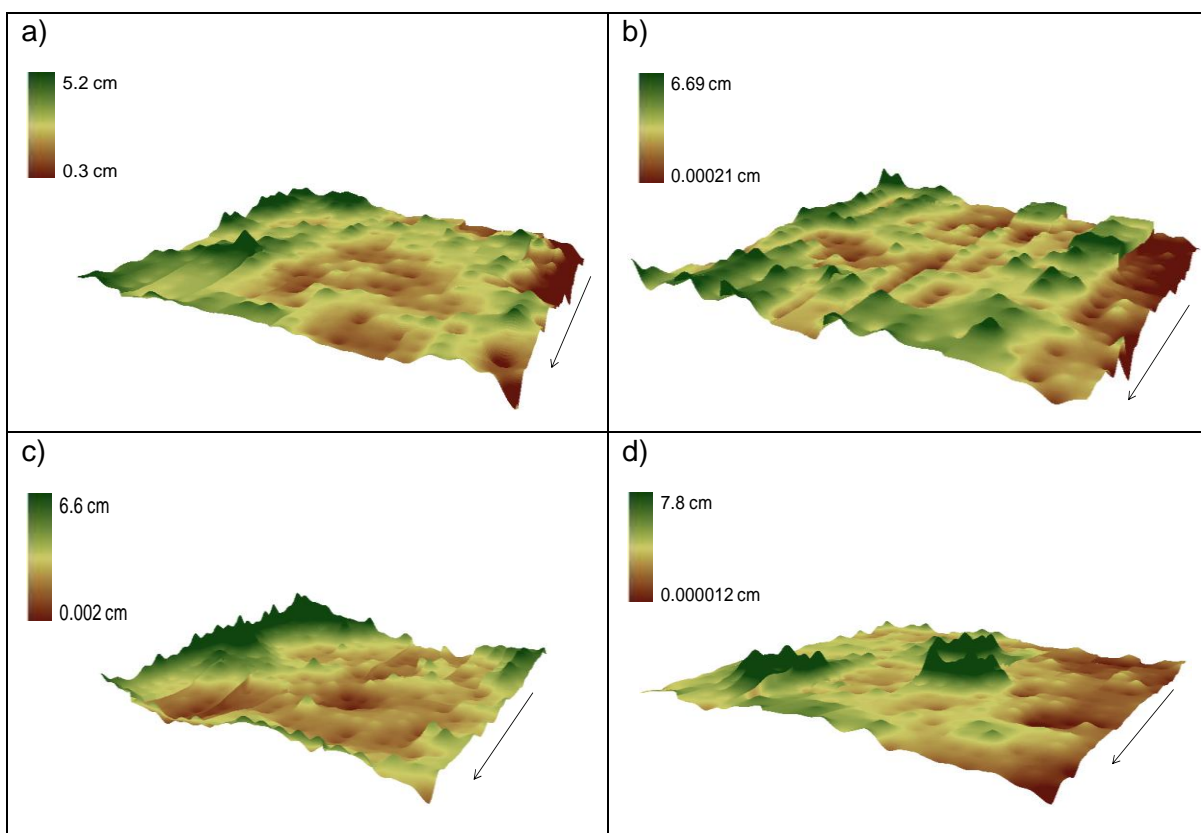 a)
5.2 cm
0.3 cm
b)
6.69 cm
0.00021 cm
c)
6.6 cm
0.002 cm
d)
7.8 cm
0.000012 cm